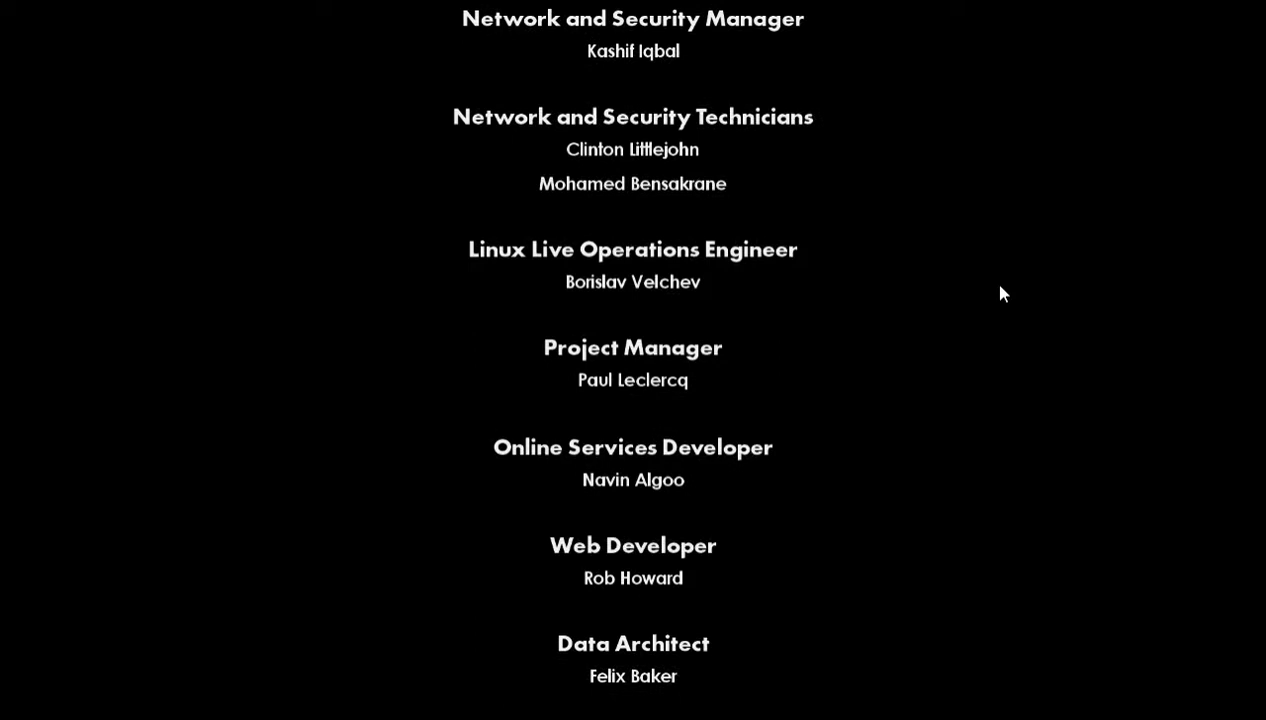 Network and Security Manager
Kashif Iqbal
Network and Security Technicians
Clinton Littlejohn
Mohamed Bensakrane
Linux Live Operations Engineer
Borislav Velchev
Project Manager
Paul Leclercq
Online Services Developer
Navin Algoo
Web Developer
Rob Howard
Data Architect
Felix Baker